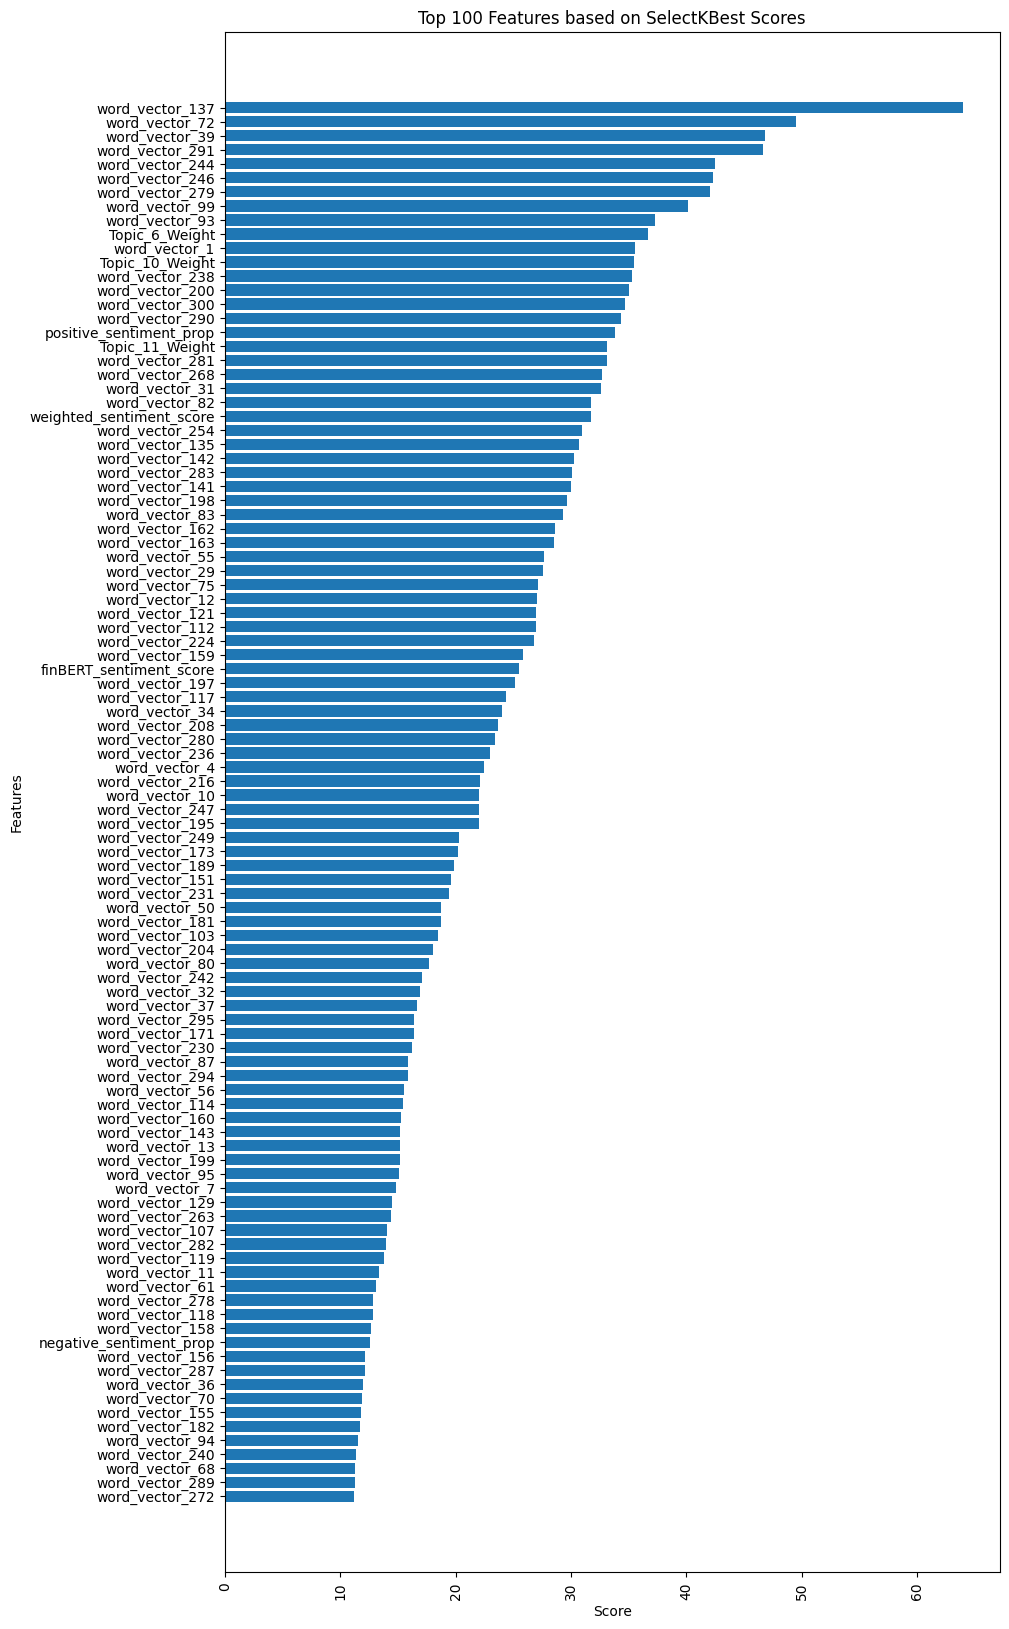 Top 100 Features based on SelectKBest Scores
word_vector_137
word_vector_72
word_vector_39
word_vector_291
word_vector_244
word_vector_246
word_vector_279
word_vector_99
word_vector_93
Topic_6_Weight
word_vector_1
Topic_10_Weight
word_vector_238
word_vector_200
word_vector_300
word_vector_290
positive_sentiment_prop
Topic_11_Weight
word_vector_281
word_vector_268
word_vector_31
word_vector_82
weighted_sentiment_score
word_vector_254
word_vector_135
word_vector_142
word_vector_283
word_vector_141
word_vector_198
word_vector_83
word_vector_162
word_vector_163
word_vector_55
word_vector_29
word_vector_75
word_vector_12
word_vector_121
word_vector_112
word_vector_224
word_vector_159
finBERT_sentiment_score
word_vector_197
word_vector_117
word_vector_34
word_vector_208
word_vector_280
word_vector_236
word_vector_4
word_vector_216
word_vector_10
word_vector_247
word_vector_195
word_vector_249
word_vector_173
word_vector_189
word_vector_151
word_vector_231
word_vector_50
word_vector_181
word_vector_103
word_vector_204
word_vector_80
word_vector_242
word_vector_32
word_vector_37
word_vector_295
word_vector_171
word_vector_230
word_vector_87
word_vector_294
word_vector_56
word_vector_114
word_vector_160
word_vector_143
word_vector_13
word_vector_199
word_vector_95
word_vector_7
word_vector_129
word_vector_263
word_vector_107
word_vector_282
word_vector_119
word_vector_11
word_vector_61
word_vector_278
word_vector_118
word_vector_158
negative_sentiment_prop
word_vector_156
word_vector_287
word_vector_36
word_vector_70
word_vector_155
word_vector_182
word_vector_94
word_vector_240
word_vector_68
word_vector_289
word_vector_272
Features
0 10 20 30 40 50 60
Score